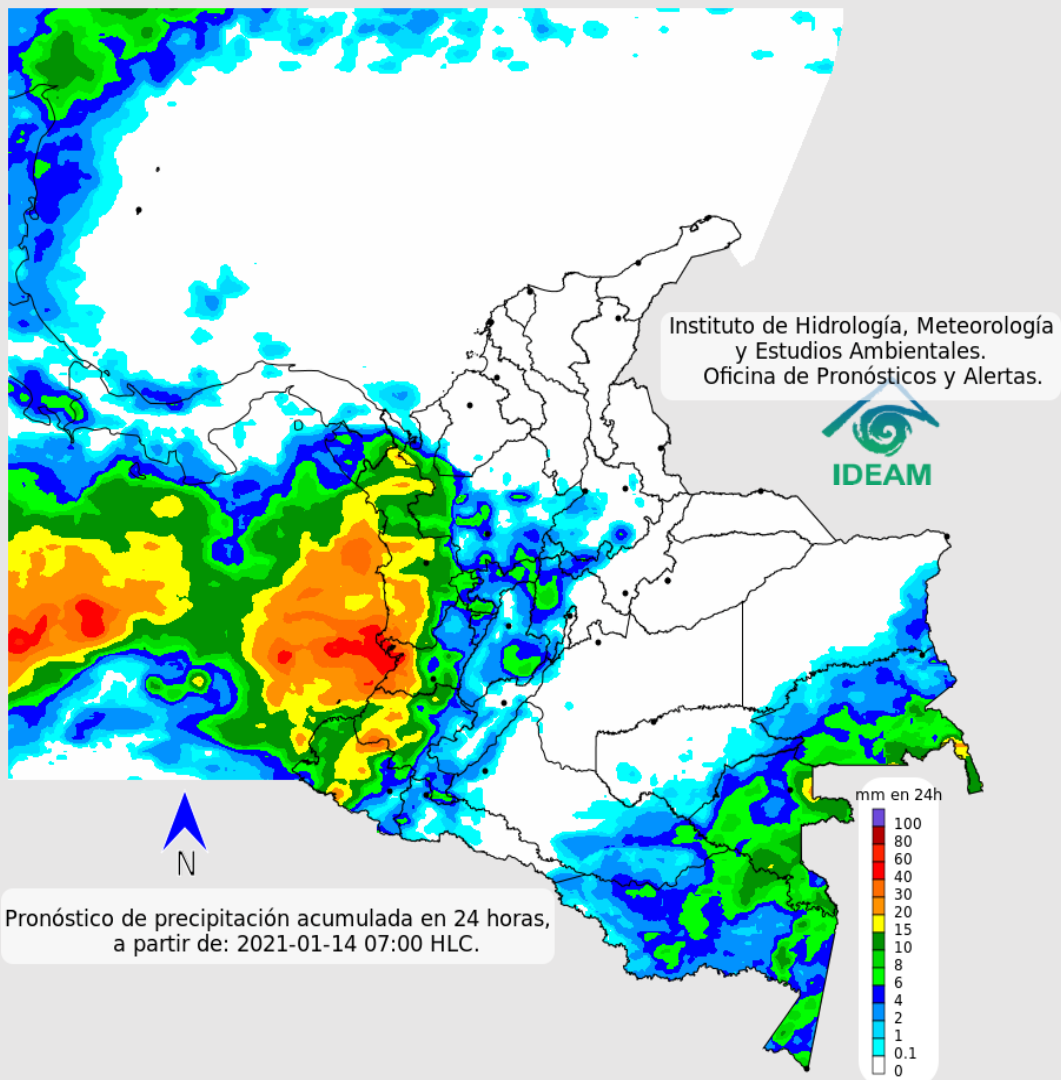 Instituto de Hidrología, Meteorología
y Estudios Ambientales.
Oficina de Pronósticos y Alertas.
IDEAM
mm en 24h
100
80
60
40
30
20
15
10
8
6
4
2
1
0.1
0
N
Pronóstico de precipitación acumulada en 24 horas,
a partir de: 2021-01-14 07:00 HLC.